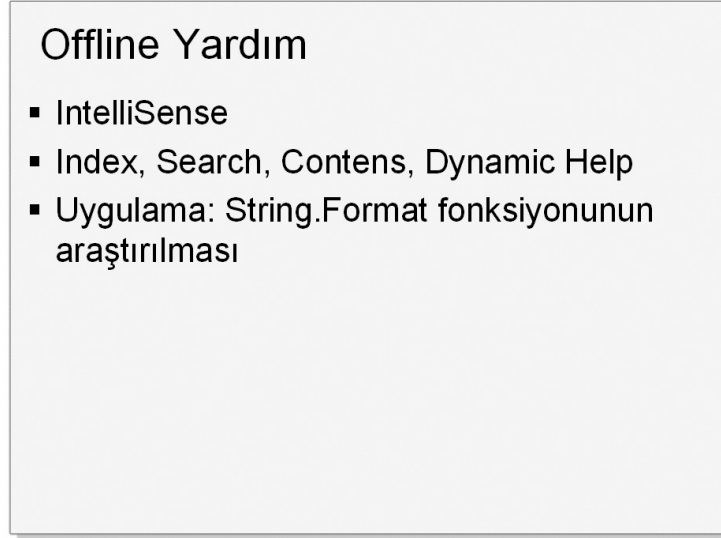 Offline Yardım
▪ IntelliSense
▪ Index, Search, Contens, Dynamic Help
▪ Uygulama: String.Format fonksiyonunun
araştırılması